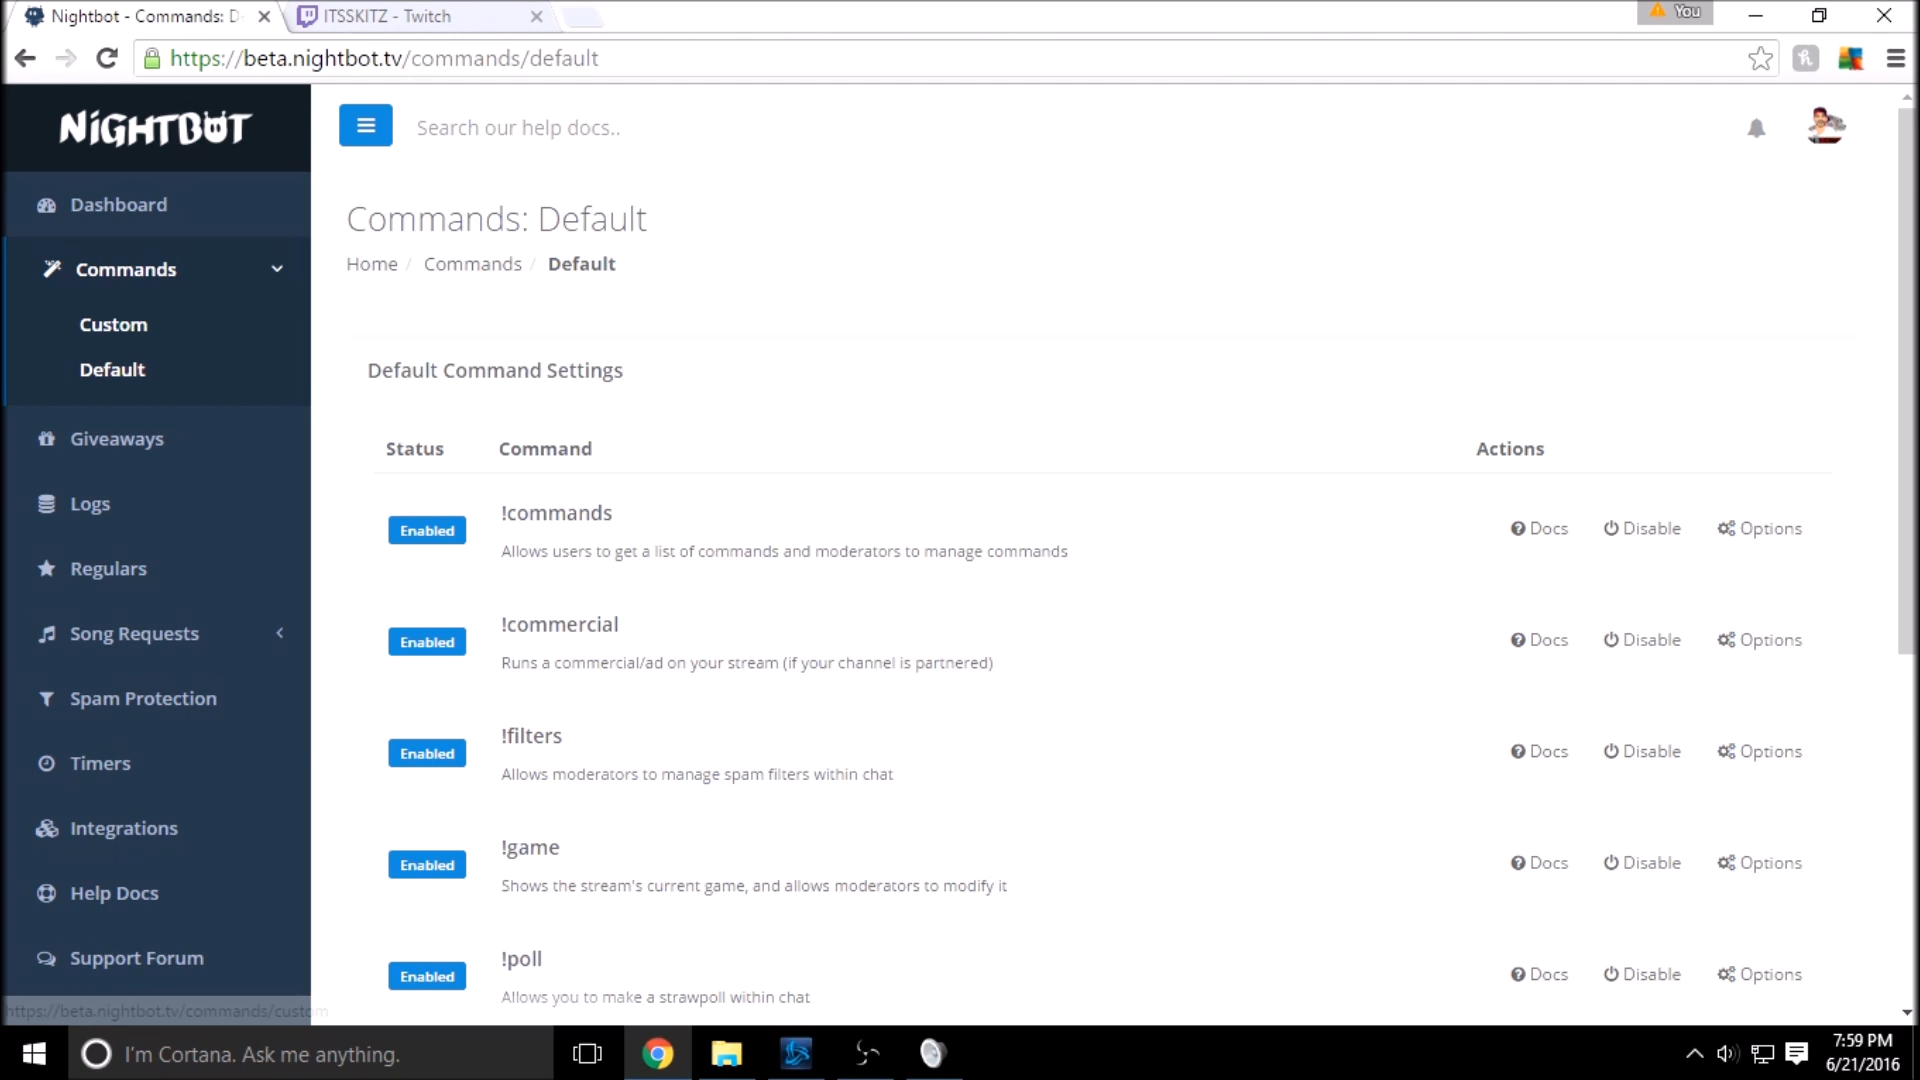 Nightbot - Commands: D
ITSSKITZ - Twitch
You
https://beta.nightbot.tv/commands/default
NIGHTBOT
Search our help docs..
Dashboard
Commands
Custom
Default
Giveaways
Logs
Regulars
Song Requests
Spam Protection
Timers
Integrations
Help Docs
Support Forum
https://beta.nightbot.tv/commands/custom
Commands: Default
Home / Commands / Default
Default Command Settings
Status Command Actions
!commands
Enabled Docs Disable Options
Allows users to get a list of commands and moderators to manage commands
!commercial
Enabled Docs Disable Options
Runs a commercial/ad on your stream (if your channel is partnered)
!filters
Enabled Docs Disable Options
Allows moderators to manage spam filters within chat
!game
Enabled Docs Disable Options
Shows the stream's current game, and allows moderators to modify it
!poll
Enabled Docs Disable Options
Allows you to make a strawpoll within chat
I'm Cortana. Ask me anything.
7:59 PM
6/21/2016